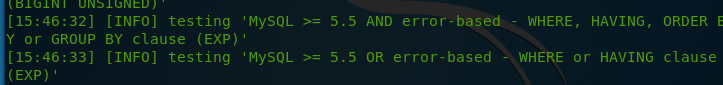 (BIGINT UNSIGNED)'
[15:46:32] [INFO] testing 'MySQL >= 5.5 AND error-based - WHERE, HAVING, ORDER B
Y or GROUP BY clause (EXP)'
[15:46:33] [INFO] testing 'MySQL >= 5.5 OR error-based - WHERE or HAVING clause
(EXP)'